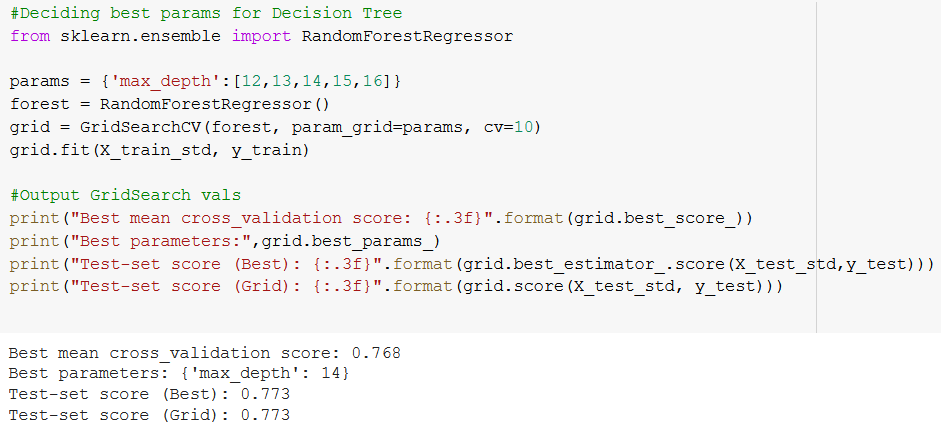 #Deciding best params for Decision Tree
from sklearn.ensemble import RandomForestRegressor
params = {'max_depth':[12,13,14,15,16]}
forest = RandomForestRegressor()
grid = GridSearchCV(forest, param_grid=params, cv=10)
grid.fit(X_train_std, y_train)
#Output GridSearch vals
print("Best mean cross_validation score: {:.3f}".format(grid.best_score_))
print("Best parameters:",grid.best_params_)
print("Test-set score (Best): {:.3f}".format(grid.best_estimator_.score(X_test_std,y_test)))
print("Test-set score (Grid): {:.3f}".format(grid.score(X_test_std, y_test)))
Best mean cross_validation score: 0.768
Best parameters: {'max_depth': 14}
Test-set score (Best): 0.773
Test-set score (Grid): 0.773